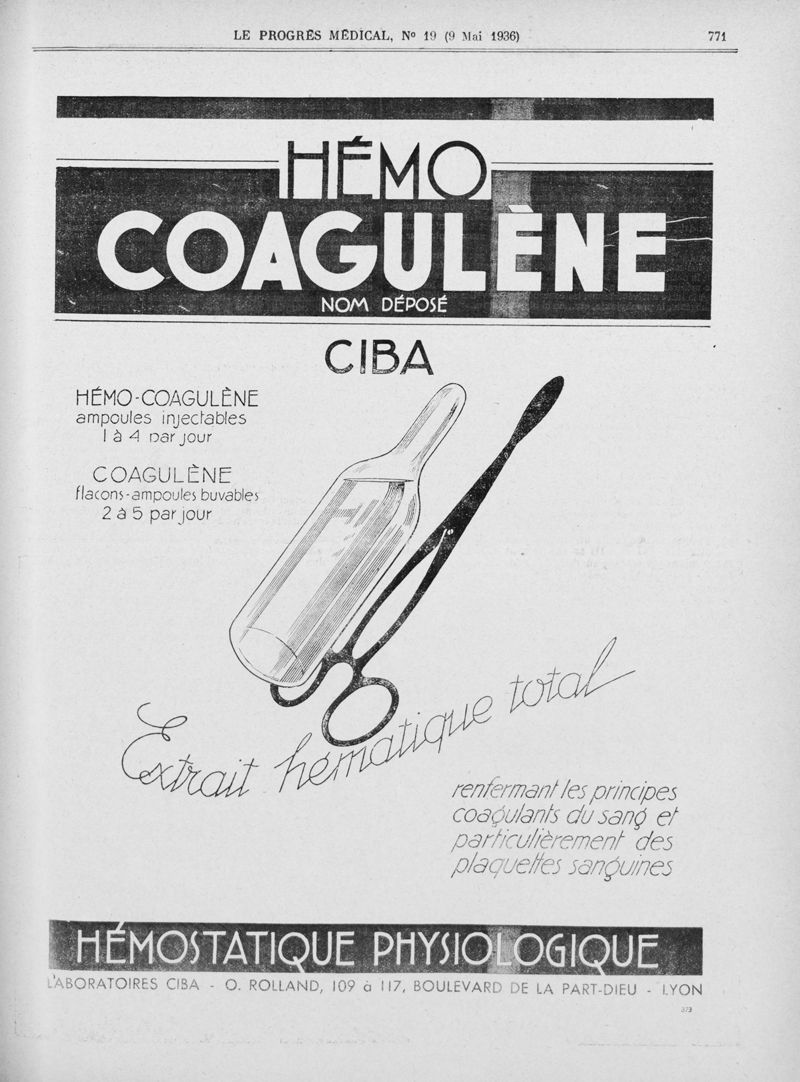 LE PROGRÈS MÉDICAL, Nº 19 (9 Mai 1936) 771
HÉMO
COAGULÈNE
NOM DÉPOSÉ
CIBA
HÉMO-COAGULÈNE
ampoules injectables
1 à 4 par jour
COAGULÈNE
flacons-ampoules buvables
2 à 5 par jour
Extrait hématique total
renfermant les principes
coagulants du sang et
particulièrement des
plaquettes sanguines
HÉMOSTATIQUE PHYSIOLOGIQUE
LABORATOIRES CIBA - O. ROLLAND, 109 à 117, BOULEVARD DE LA PART-DIEU - LYON